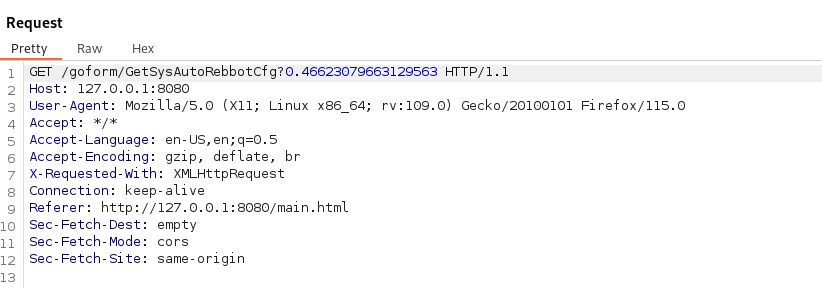 Request
Pretty Raw Hex
1 GET /goform/GetSysAutoRebbotCfg?0.46623079663129563 HTTP/1.1
2 Host: 127.0.0.1:8080
3 User-Agent: Mozilla/5.0 (X11; Linux x86_64; rv:109.0) Gecko/20100101 Firefox/115.0
4 Accept: */*
5 Accept-Language: en-US,en;q=0.5
6 Accept-Encoding: gzip, deflate, br
7 X-Requested-With: XMLHttpRequest
8 Connection: keep-alive
9 Referer: http://127.0.0.1:8080/main.html
10 Sec-Fetch-Dest: empty
11 Sec-Fetch-Mode: cors
12 Sec-Fetch-Site: same-origin
13